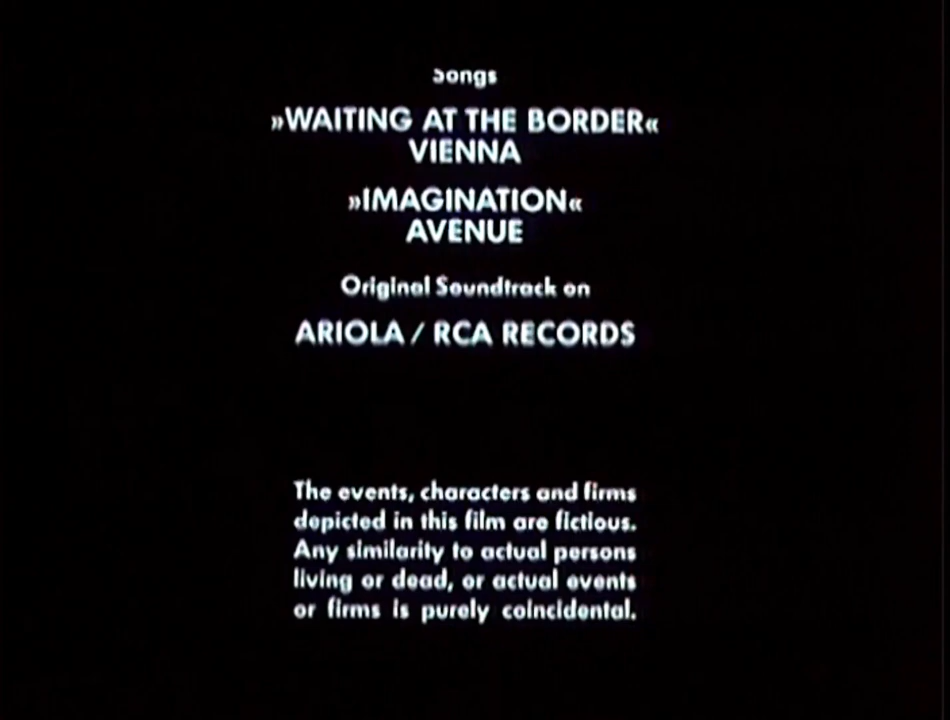 Songs
»WAITING AT THE BORDER«
VIENNA
»IMAGINATION«
AVENUE
Original Soundtrack on
ARIOLA / RCA RECORDS
The events, characters and firms
depicted in this film are fictious.
Any similarity to actual persons
living or dead, or actual events
or firms is purely coincidental.